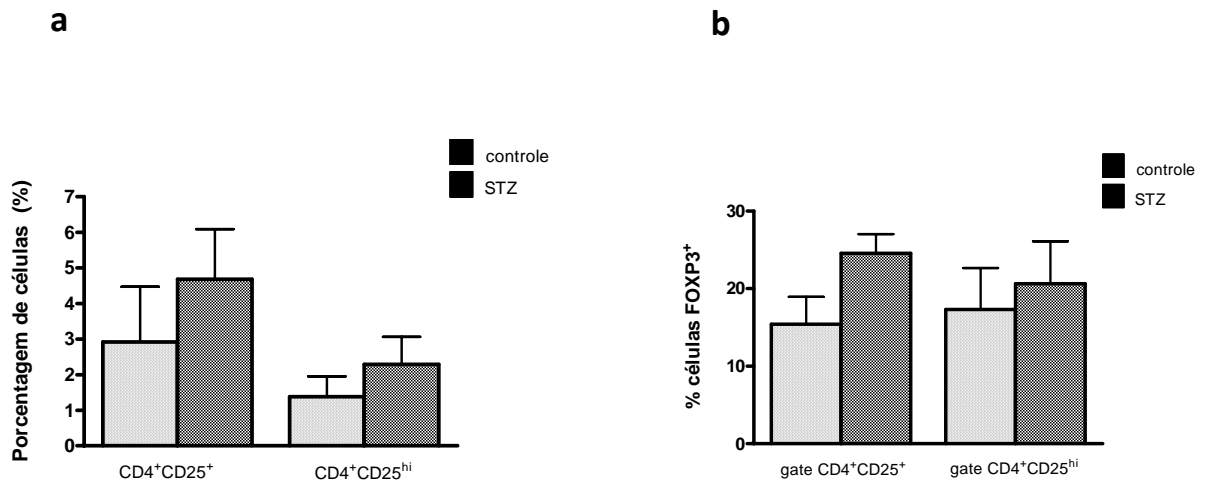 a
controle
STZ
Porcentagem de células (%)
7
6
5
4
3
2
1
0
CD4⁺CD25⁺
CD4⁺CD25ʰⁱ
b
controle
STZ
% células FOXP3⁺
30
20
10
0
gate CD4⁺CD25⁺
gate CD4⁺CD25ʰⁱ